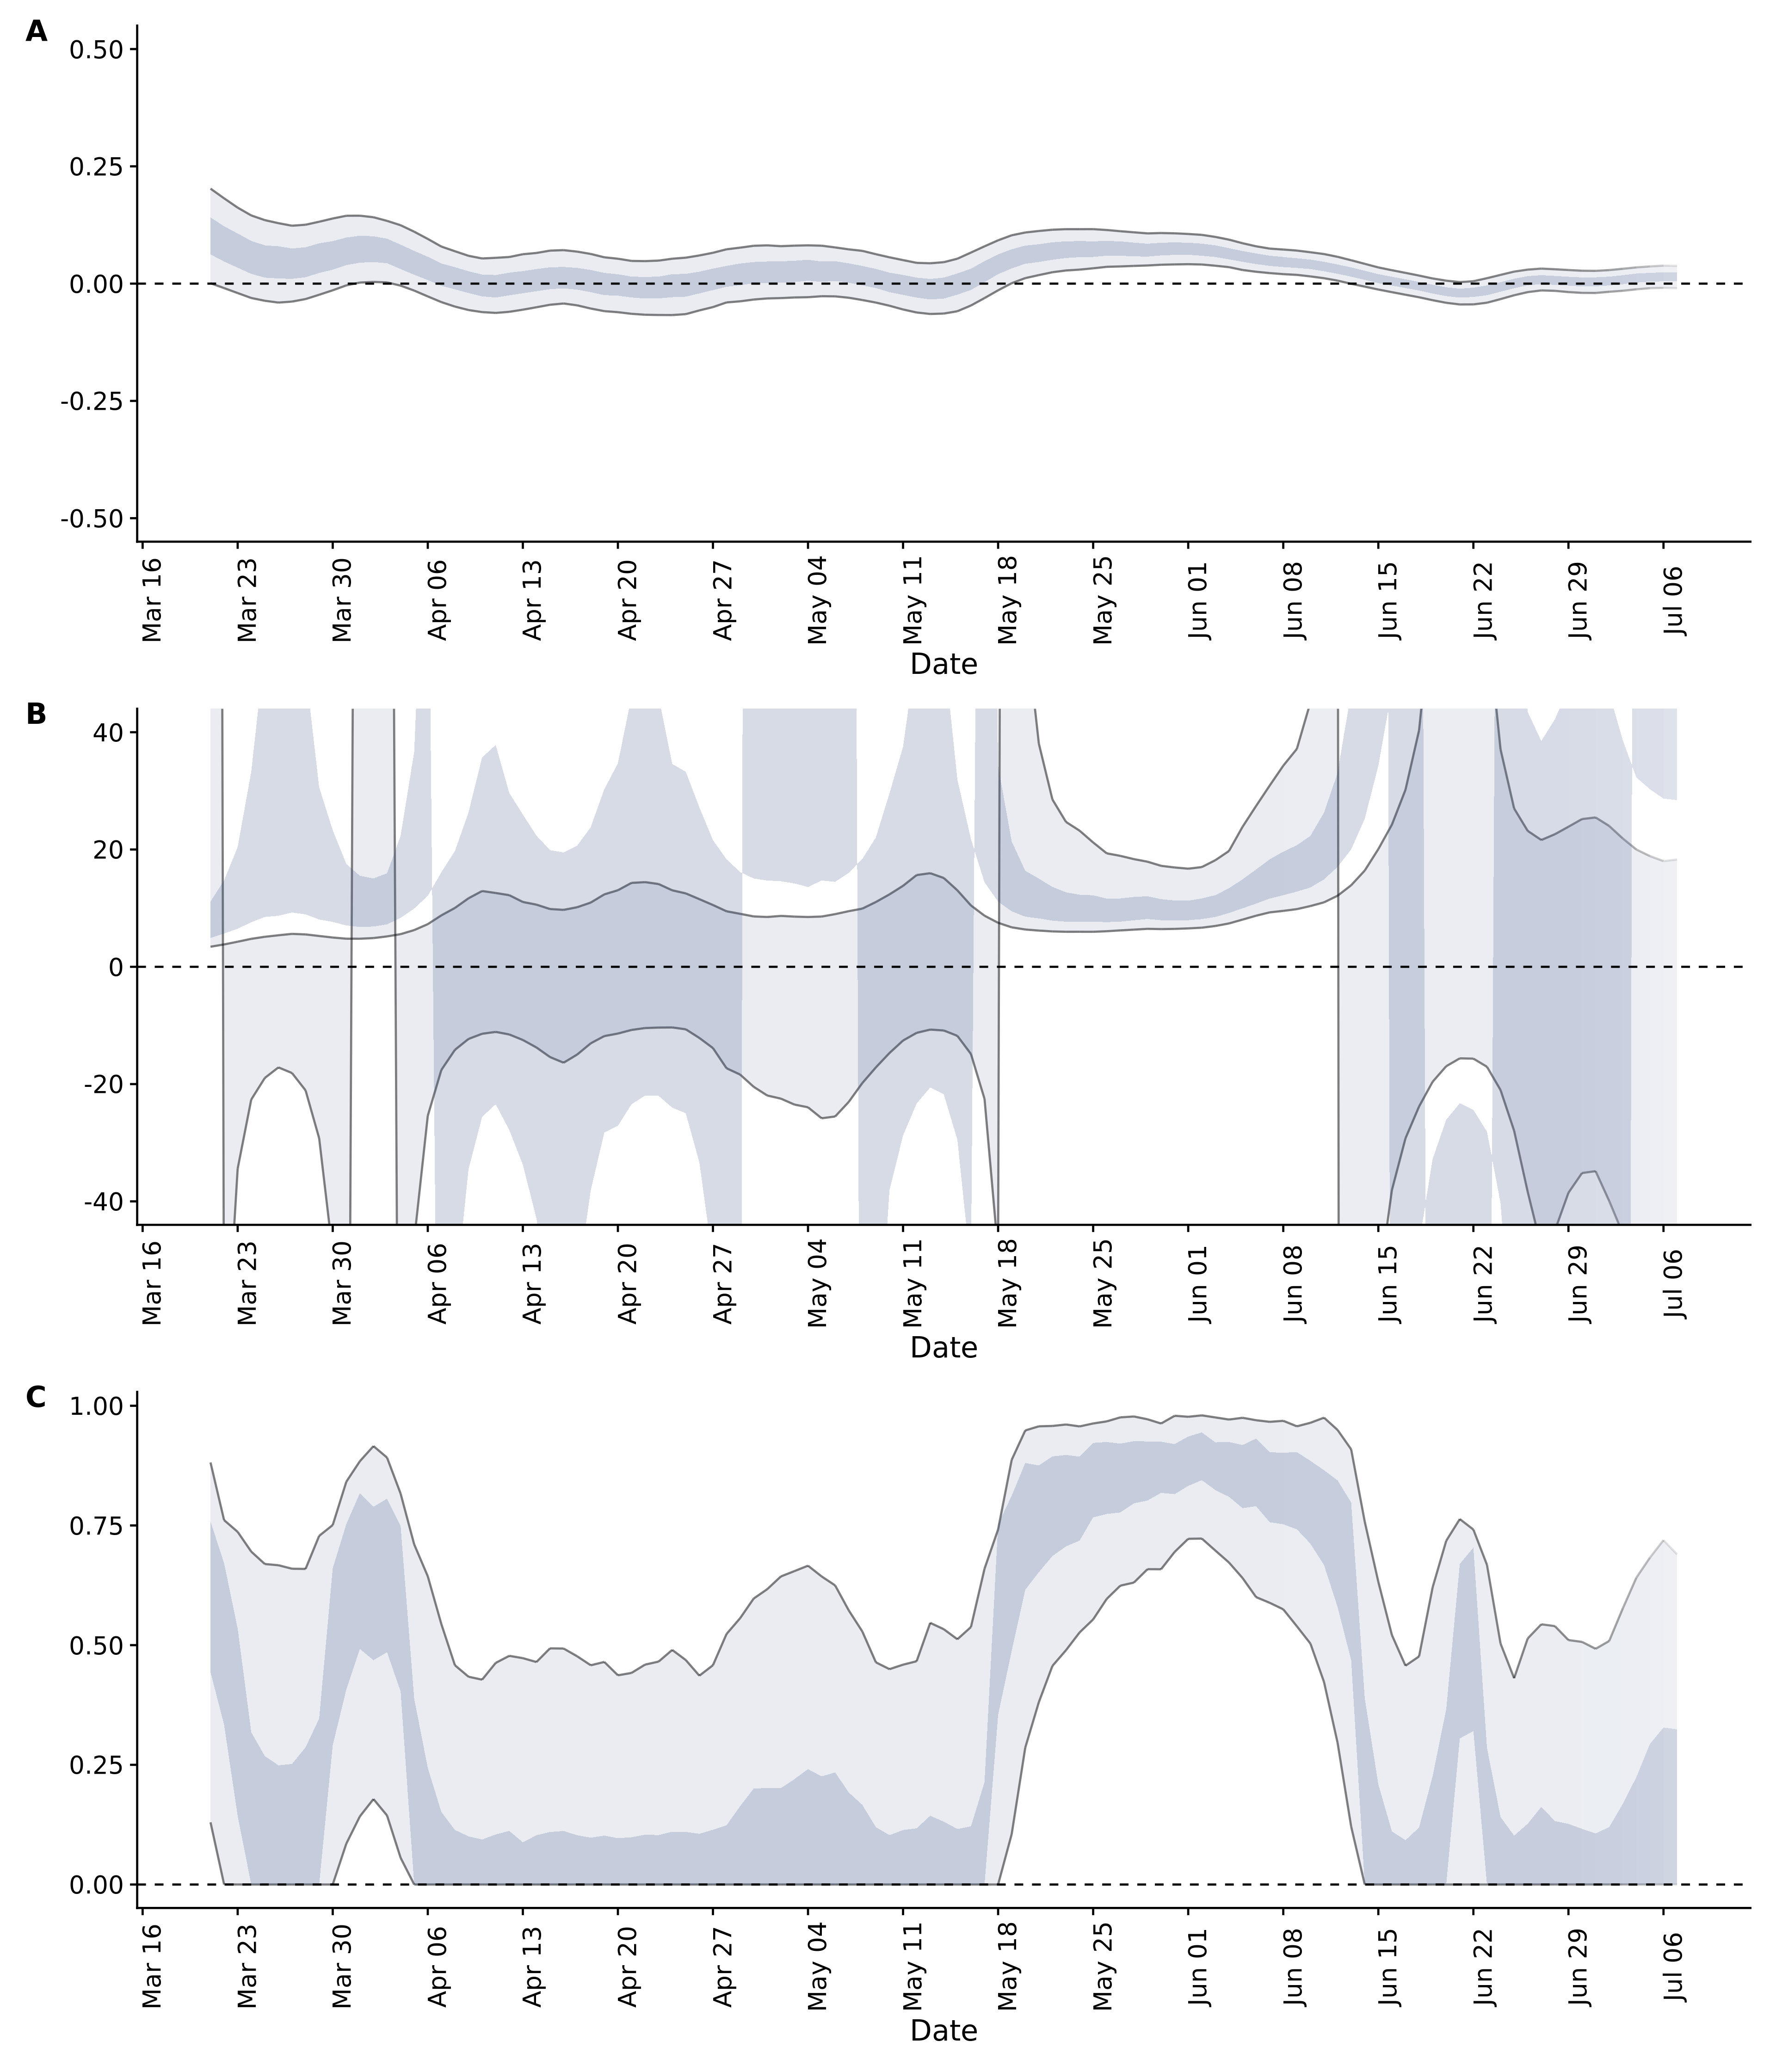 A
0.50
0.25
0.00
-0.25
-0.50
Mar 16
Mar 23
Mar 30
Apr 06
Apr 13
Apr 20
Apr 27
May 04
May 11
May 18
May 25
Jun 01
Jun 08
Jun 15
Jun 22
Jun 29
Jul 06
Date
B
40
20
0
-20
-40
Mar 16
Mar 23
Mar 30
Apr 06
Apr 13
Apr 20
Apr 27
May 04
May 11
May 18
May 25
Jun 01
Jun 08
Jun 15
Jun 22
Jun 29
Jul 06
Date
C
1.00
0.75
0.50
0.25
0.00
Mar 16
Mar 23
Mar 30
Apr 06
Apr 13
Apr 20
Apr 27
May 04
May 11
May 18
May 25
Jun 01
Jun 08
Jun 15
Jun 22
Jun 29
Jul 06
Date